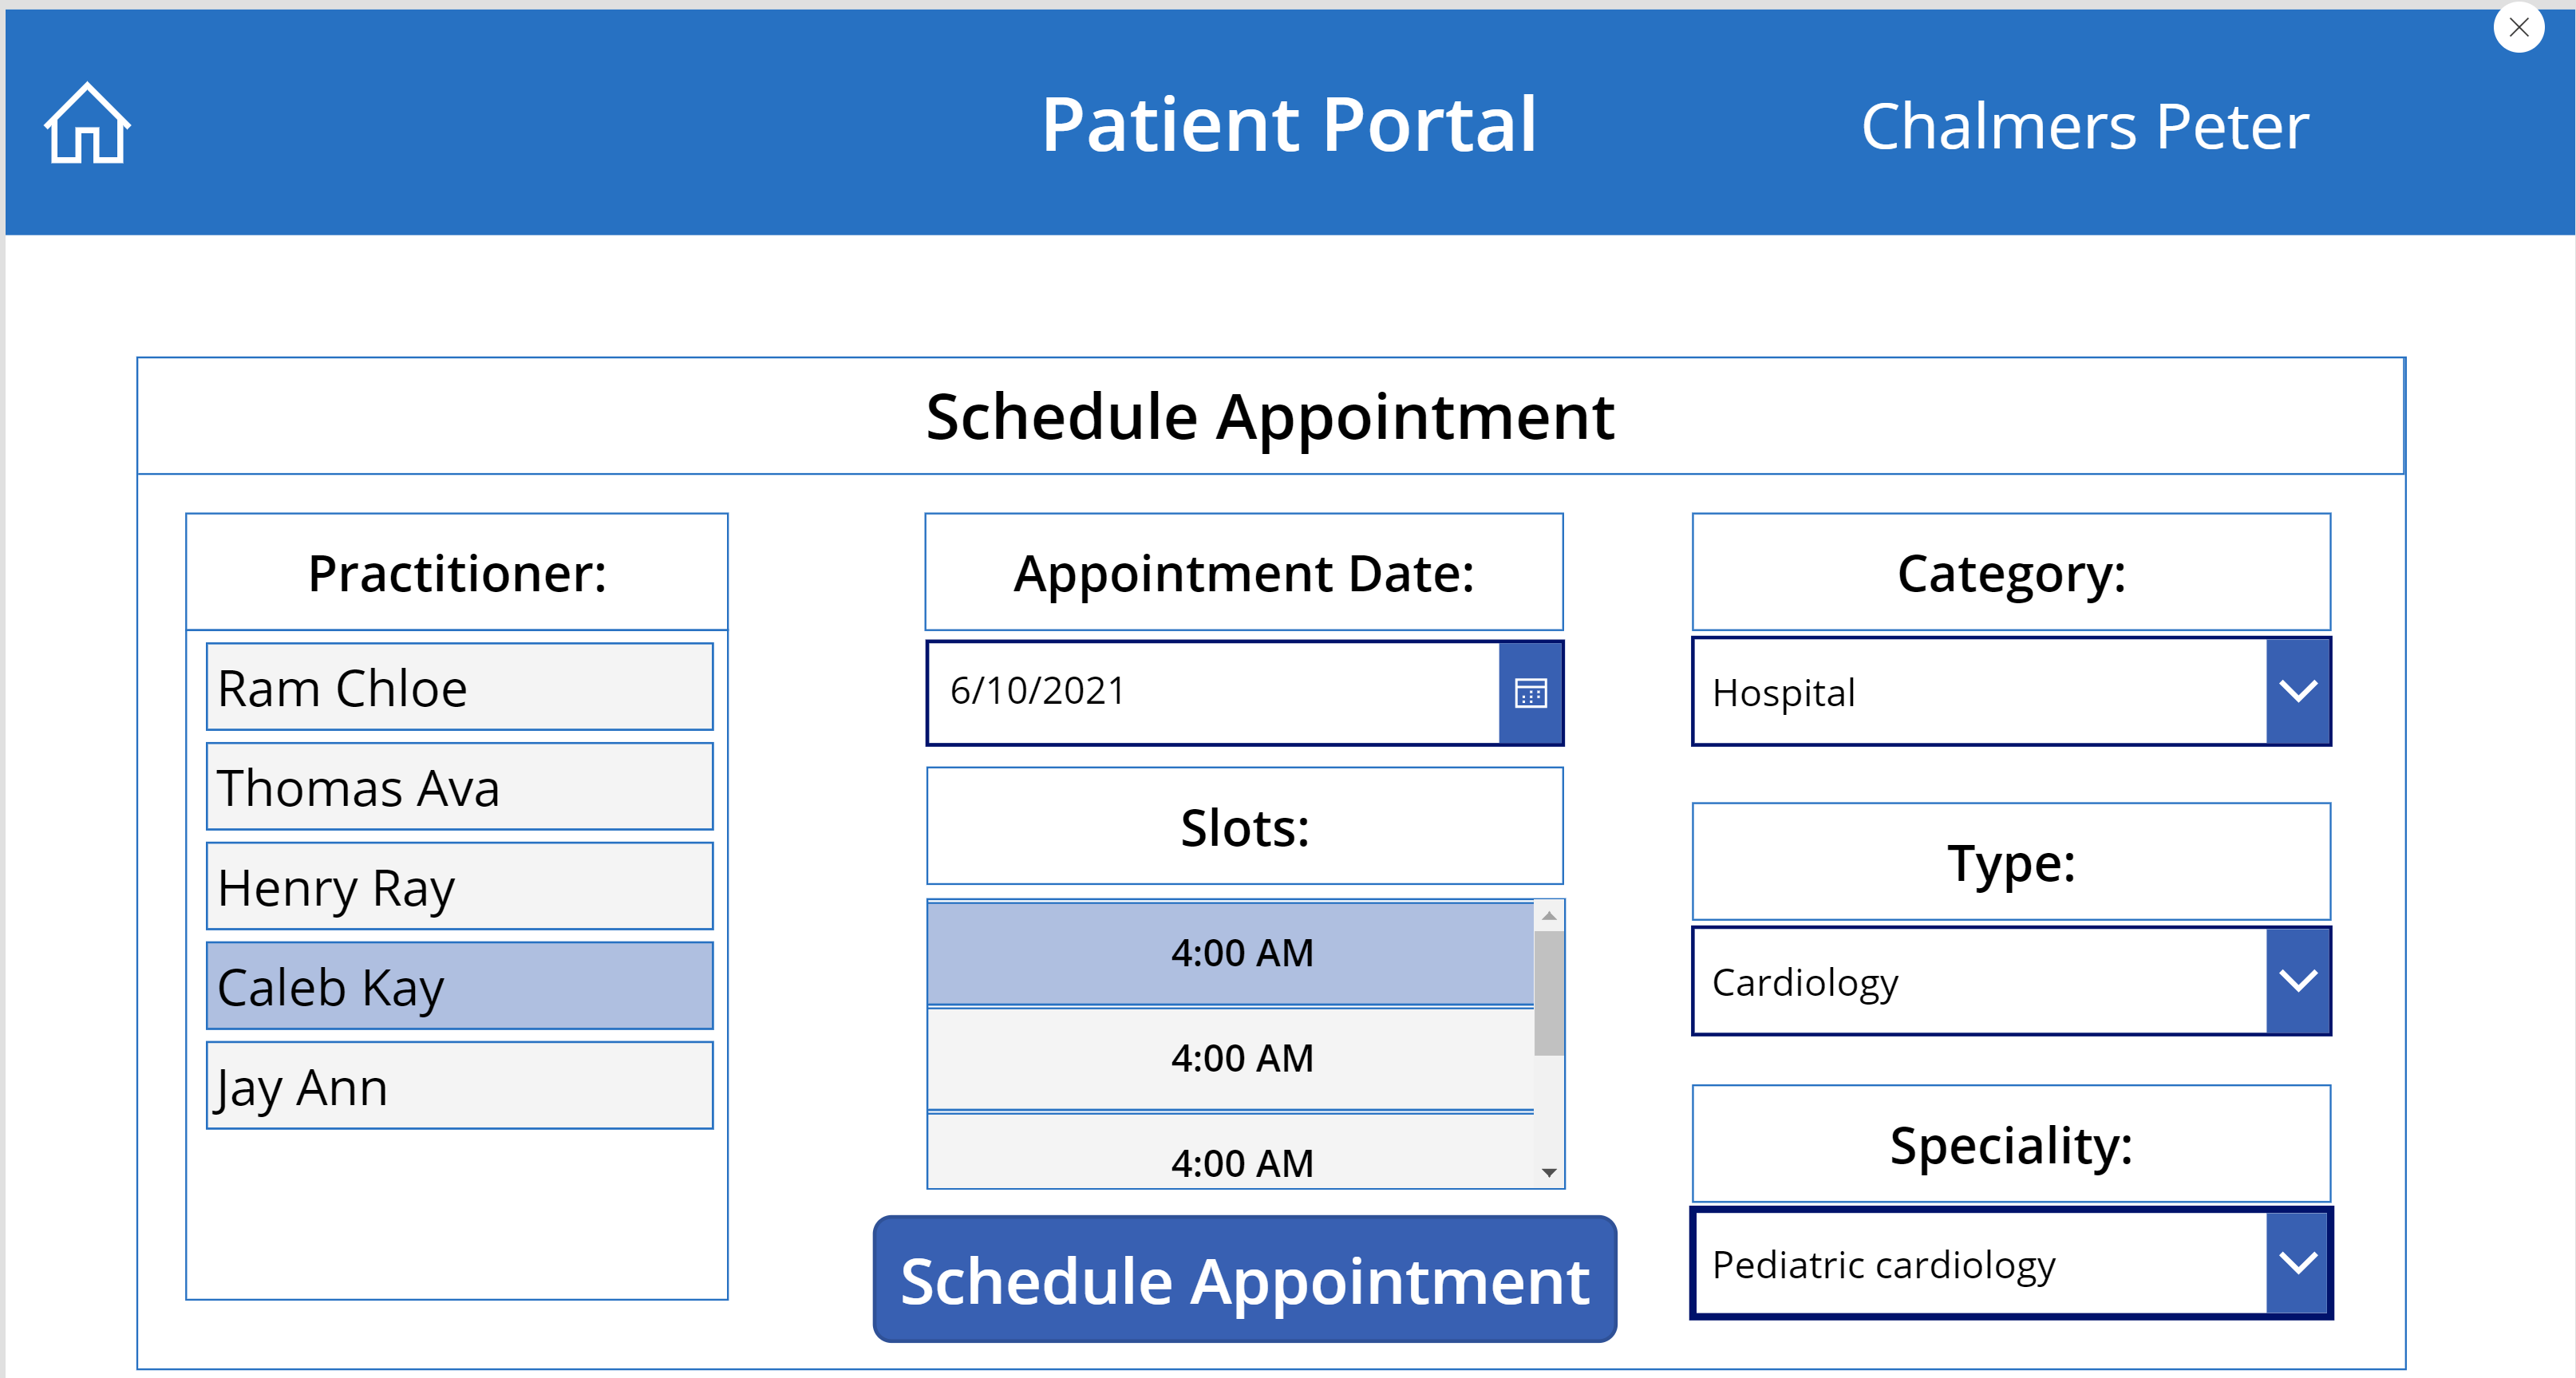 Patient Portal
Chalmers Peter
Schedule Appointment
Practitioner:
Ram Chloe
Thomas Ava
Henry Ray
Caleb Kay
Jay Ann
Appointment Date:
6/10/2021
Slots:
4:00 AM
4:00 AM
4:00 AM
Schedule Appointment
Category:
Hospital
Type:
Cardiology
Speciality:
Pediatric cardiology